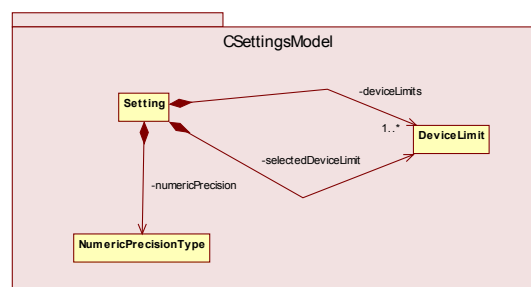 CSettingsModel
-deviceLimits
Setting
1..*
DeviceLimit
-selectedDeviceLimit
-numericPrecision
NumericPrecisionType